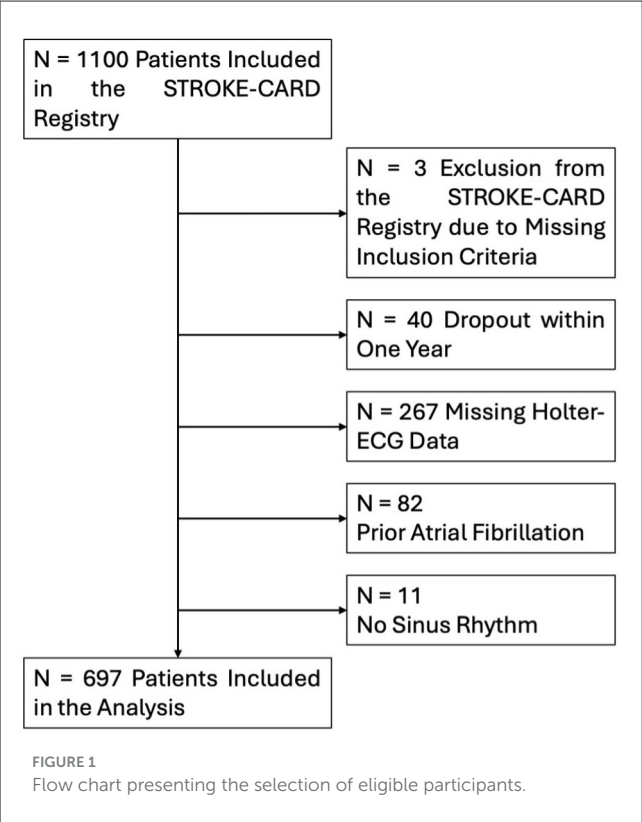 N = 1100 Patients Included
in the STROKE-CARD
Registry
N = 3 Exclusion from
the STROKE-CARD
Registry due to Missing
Inclusion Criteria
N = 40 Dropout within
One Year
N = 267 Missing Holter-
ECG Data
N = 82
Prior Atrial Fibrillation
N = 11
No Sinus Rhythm
N = 697 Patients Included
in the Analysis
FIGURE 1
Flow chart presenting the selection of eligible participants.